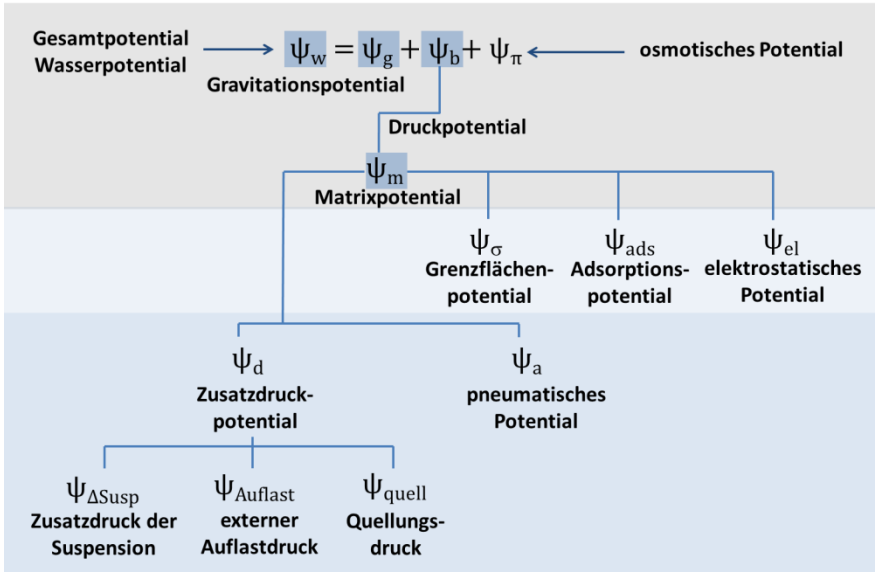 Gesamtpotential
Wasserpotential
ψw = ψg + ψb + ψπ
osmotisches Potential
Gravitationspotential
Druckpotential
ψm
Matrixpotential
ψσ
Grenzflächen-
potential
ψads
Adsorptions-
potential
ψel
elektrostatisches
Potential
ψd
Zusatzdruck-
potential
ψa
pneumatisches
Potential
ψΔSusp
Zusatzdruck der
Suspension
ψAuflast
externer
Auflastdruck
ψquell
Quellungs-
druck